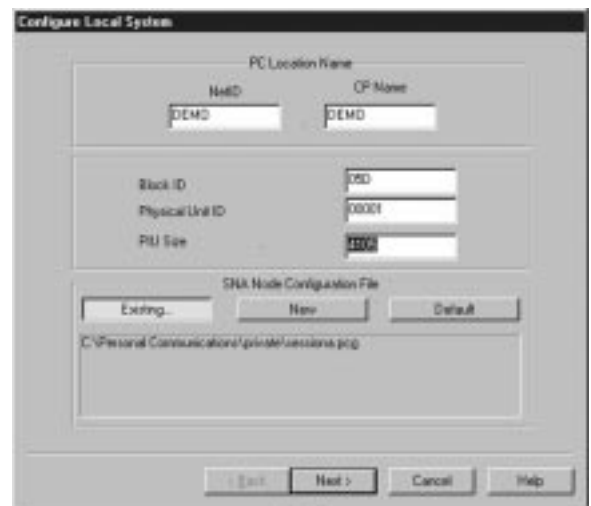 Configure Local System
PC Location Name
NetID
CP Name
DEMO
DEMO
Block ID
05D
Physical Unit ID
00001
PIU Size
SNA Node Configuration File
Existing...
New
Default
C:\Personal Communications\private\sessiona.pcg
< Back
Next >
Cancel
Help